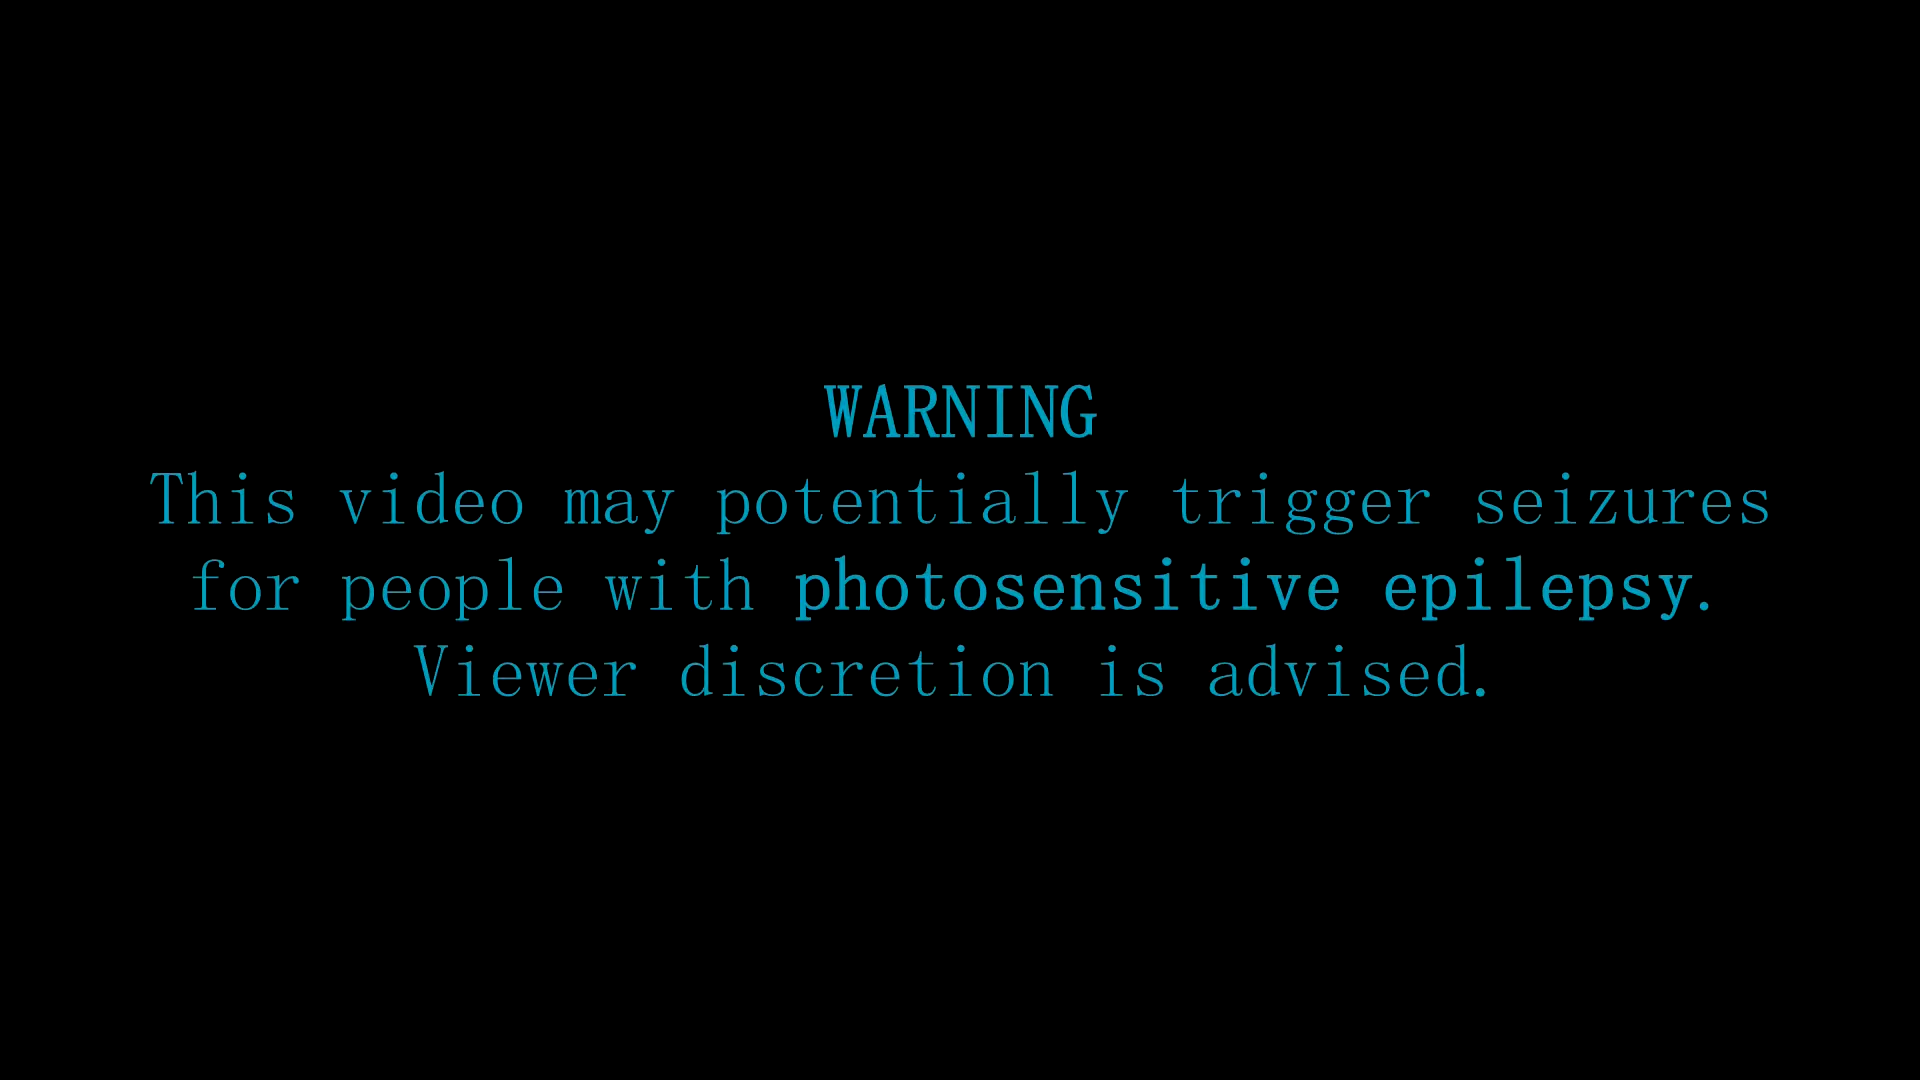 WARNING
This video may potentially trigger seizures
for people with photosensitive epilepsy.
Viewer discretion is advised.